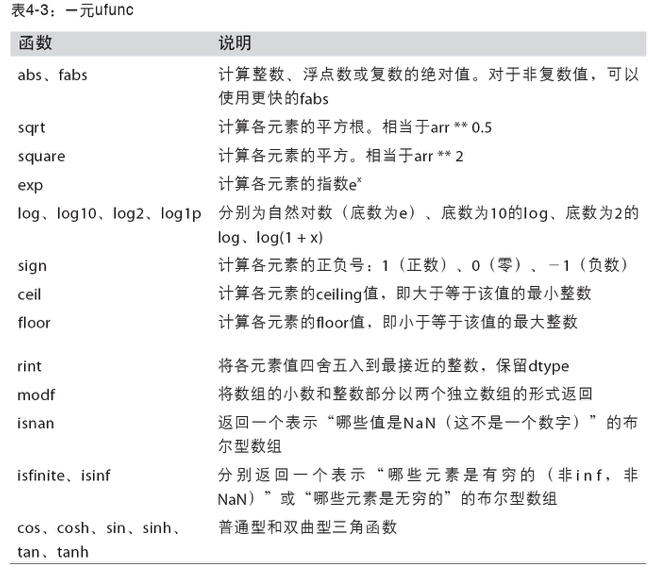 表4-3：一元ufunc
函数 说明
abs、fabs 计算整数、浮点数或复数的绝对值。对于非复数值，可以
使用更快的fabs
sqrt 计算各元素的平方根。相当于arr ** 0.5
square 计算各元素的平方。相当于arr ** 2
exp 计算各元素的指数eˣ
log、log10、log2、log1p 分别为自然对数（底数为e）、底数为10的log、底数为2的
log、log(1 + x)
sign 计算各元素的正负号：1（正数）、0（零）、－1（负数）
ceil 计算各元素的ceiling值，即大于等于该值的最小整数
floor 计算各元素的floor值，即小于等于该值的最大整数
rint 将各元素值四舍五入到最接近的整数，保留dtype
modf 将数组的小数和整数部分以两个独立数组的形式返回
isnan 返回一个表示“哪些值是NaN（这不是一个数字）”的布
尔型数组
isfinite、isinf 分别返回一个表示“哪些元素是有穷的（非inf，非
NaN）”或“哪些元素是无穷的”的布尔型数组
cos、cosh、sin、sinh、 普通型和双曲型三角函数
tan、tanh